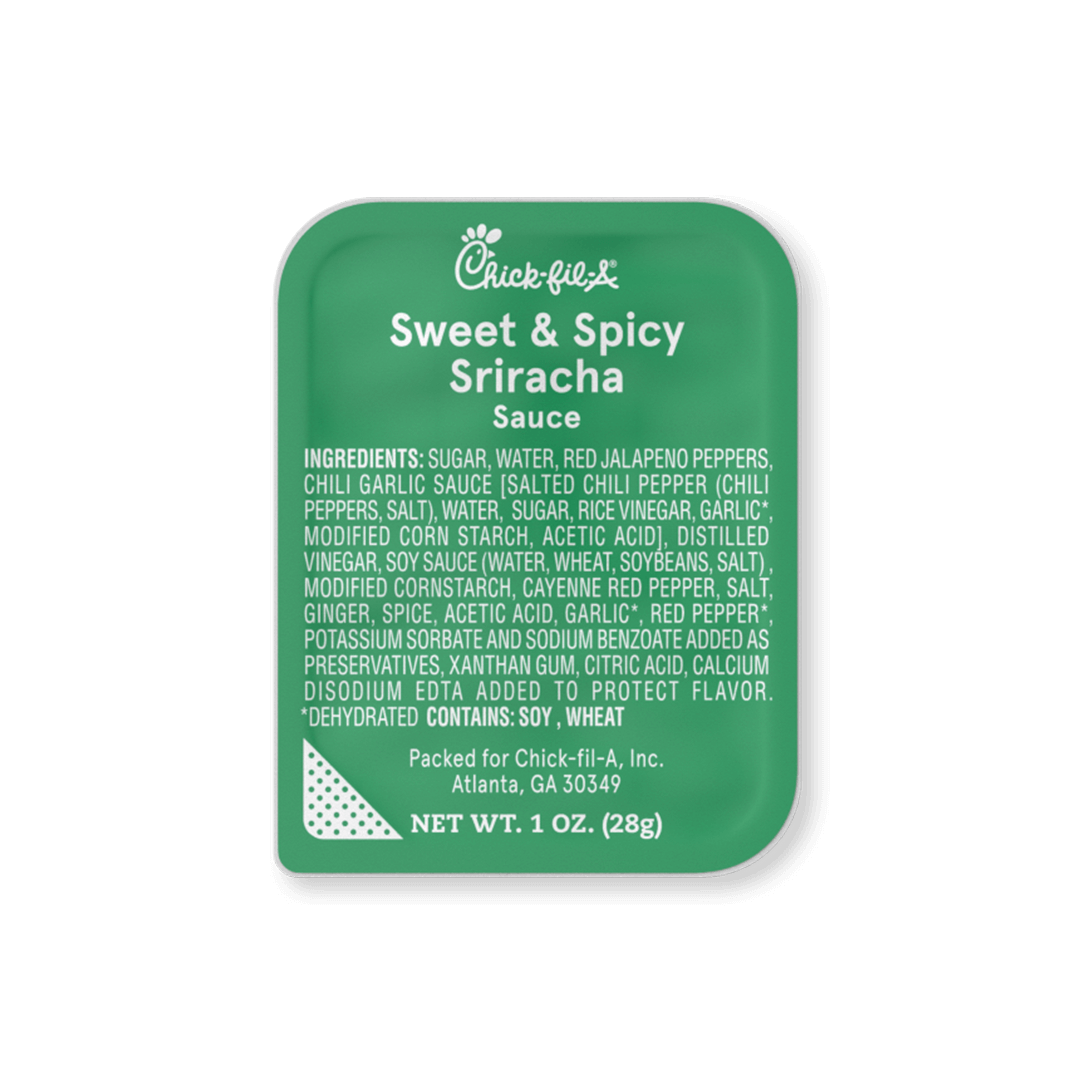 Chick-fil-A®
Sweet & Spicy
Sriracha
Sauce
INGREDIENTS: SUGAR, WATER, RED JALAPENO PEPPERS,
CHILI GARLIC SAUCE [SALTED CHILI PEPPER (CHILI
PEPPERS, SALT), WATER, SUGAR, RICE VINEGAR, GARLIC*,
MODIFIED CORN STARCH, ACETIC ACID], DISTILLED
VINEGAR, SOY SAUCE (WATER, WHEAT, SOYBEANS, SALT) ,
MODIFIED CORNSTARCH, CAYENNE RED PEPPER, SALT,
GINGER, SPICE, ACETIC ACID, GARLIC*, RED PEPPER*,
POTASSIUM SORBATE AND SODIUM BENZOATE ADDED AS
PRESERVATIVES, XANTHAN GUM, CITRIC ACID, CALCIUM
DISODIUM EDTA ADDED TO PROTECT FLAVOR.
*DEHYDRATED CONTAINS: SOY , WHEAT
Packed for Chick-fil-A, Inc.
Atlanta, GA 30349
NET WT. 1 OZ. (28g)